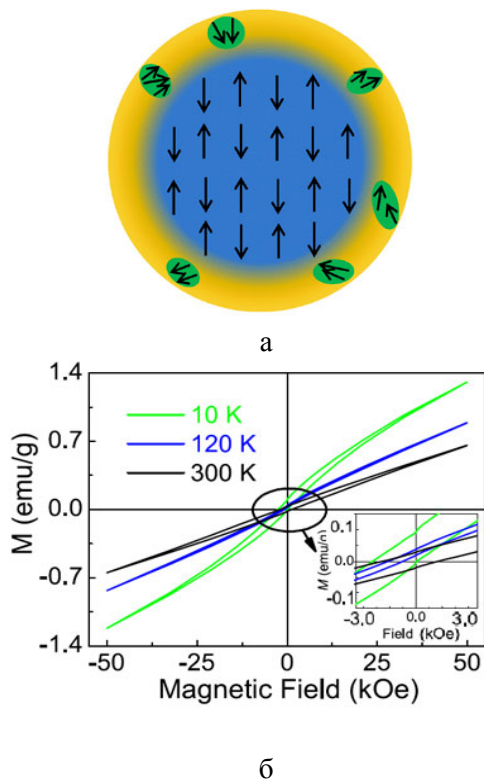 а
1.4
0.7
0.0
-0.7
-1.4
M (emu/g)
10 K
120 K
300 K
0.1
0.0
-0.1
M (emu/g)
-3.0 0.0 3.0
Field (kOe)
-50 -25 0 25 50
Magnetic Field (kOe)
б